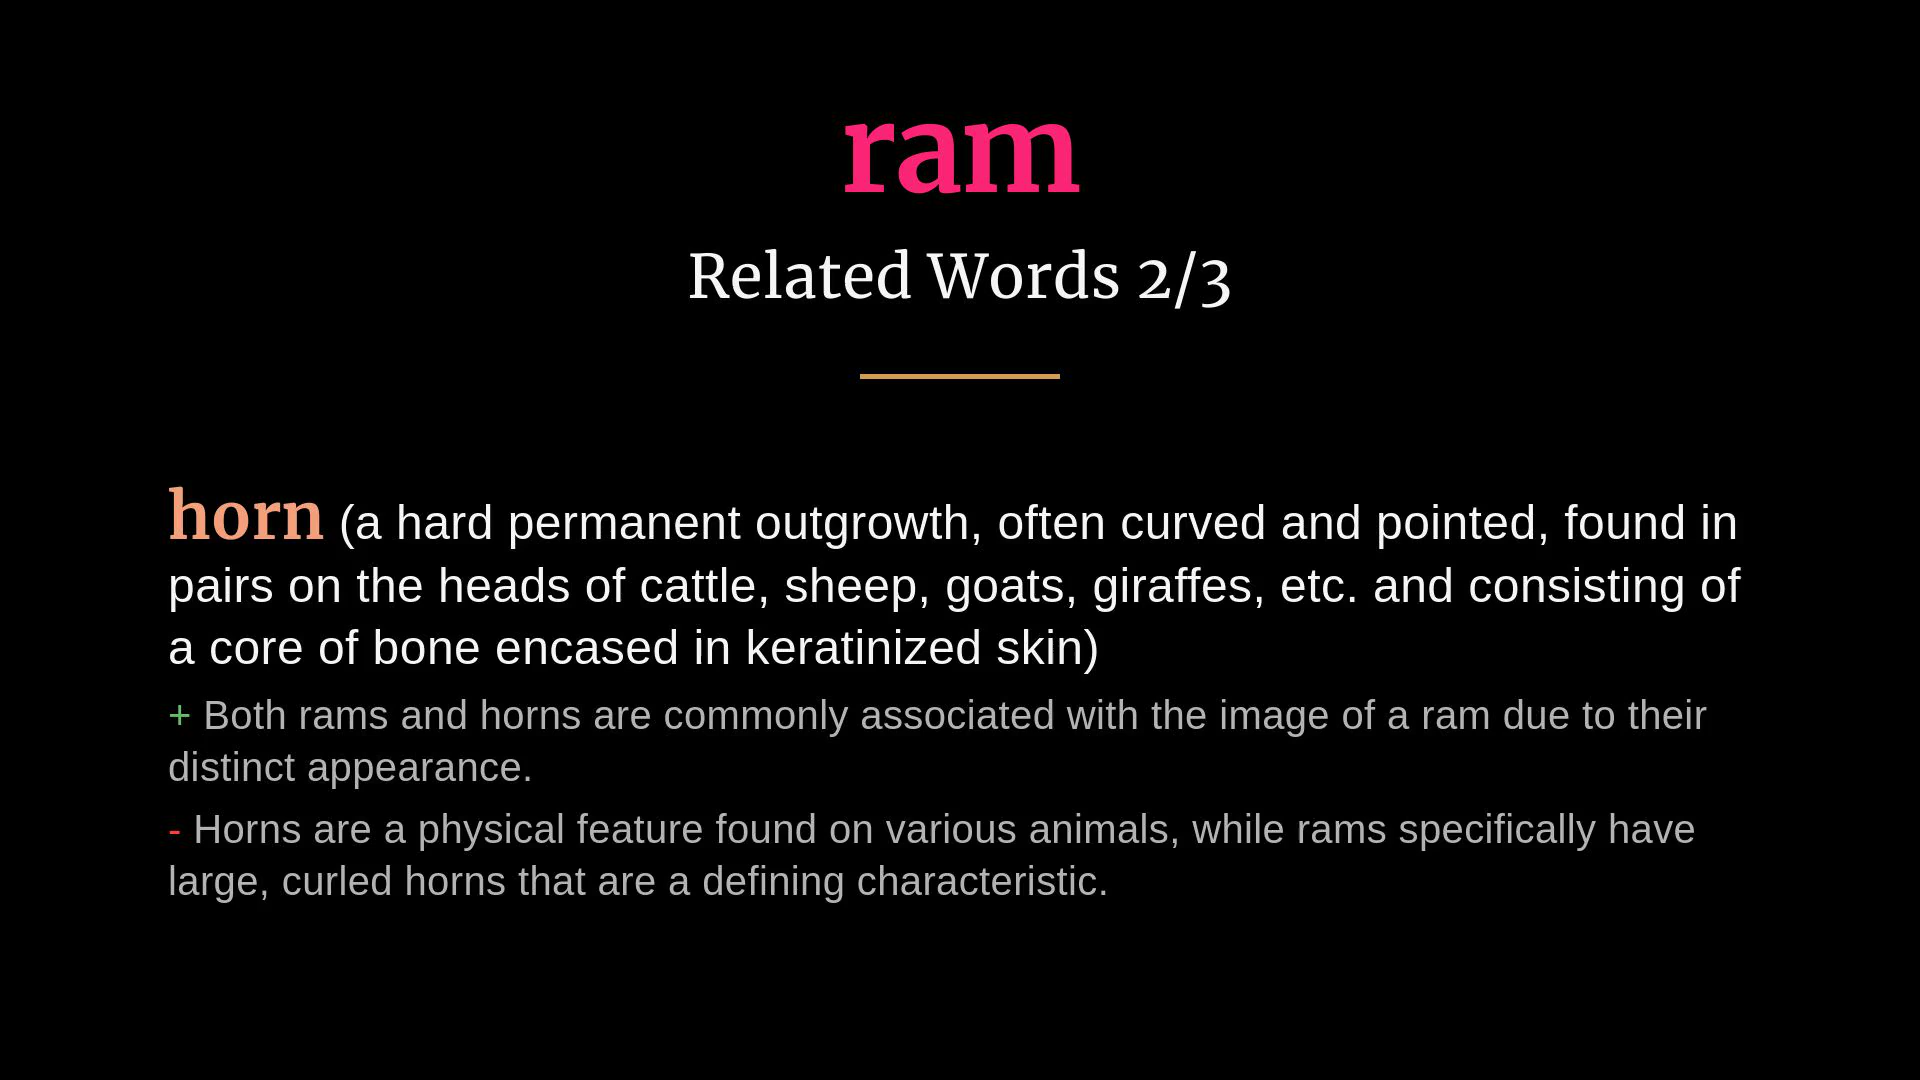 ram
Related Words 2/3
horn (a hard permanent outgrowth, often curved and pointed, found in
pairs on the heads of cattle, sheep, goats, giraffes, etc. and consisting of
a core of bone encased in keratinized skin)
+ Both rams and horns are commonly associated with the image of a ram due to their
distinct appearance.
- Horns are a physical feature found on various animals, while rams specifically have
large, curled horns that are a defining characteristic.